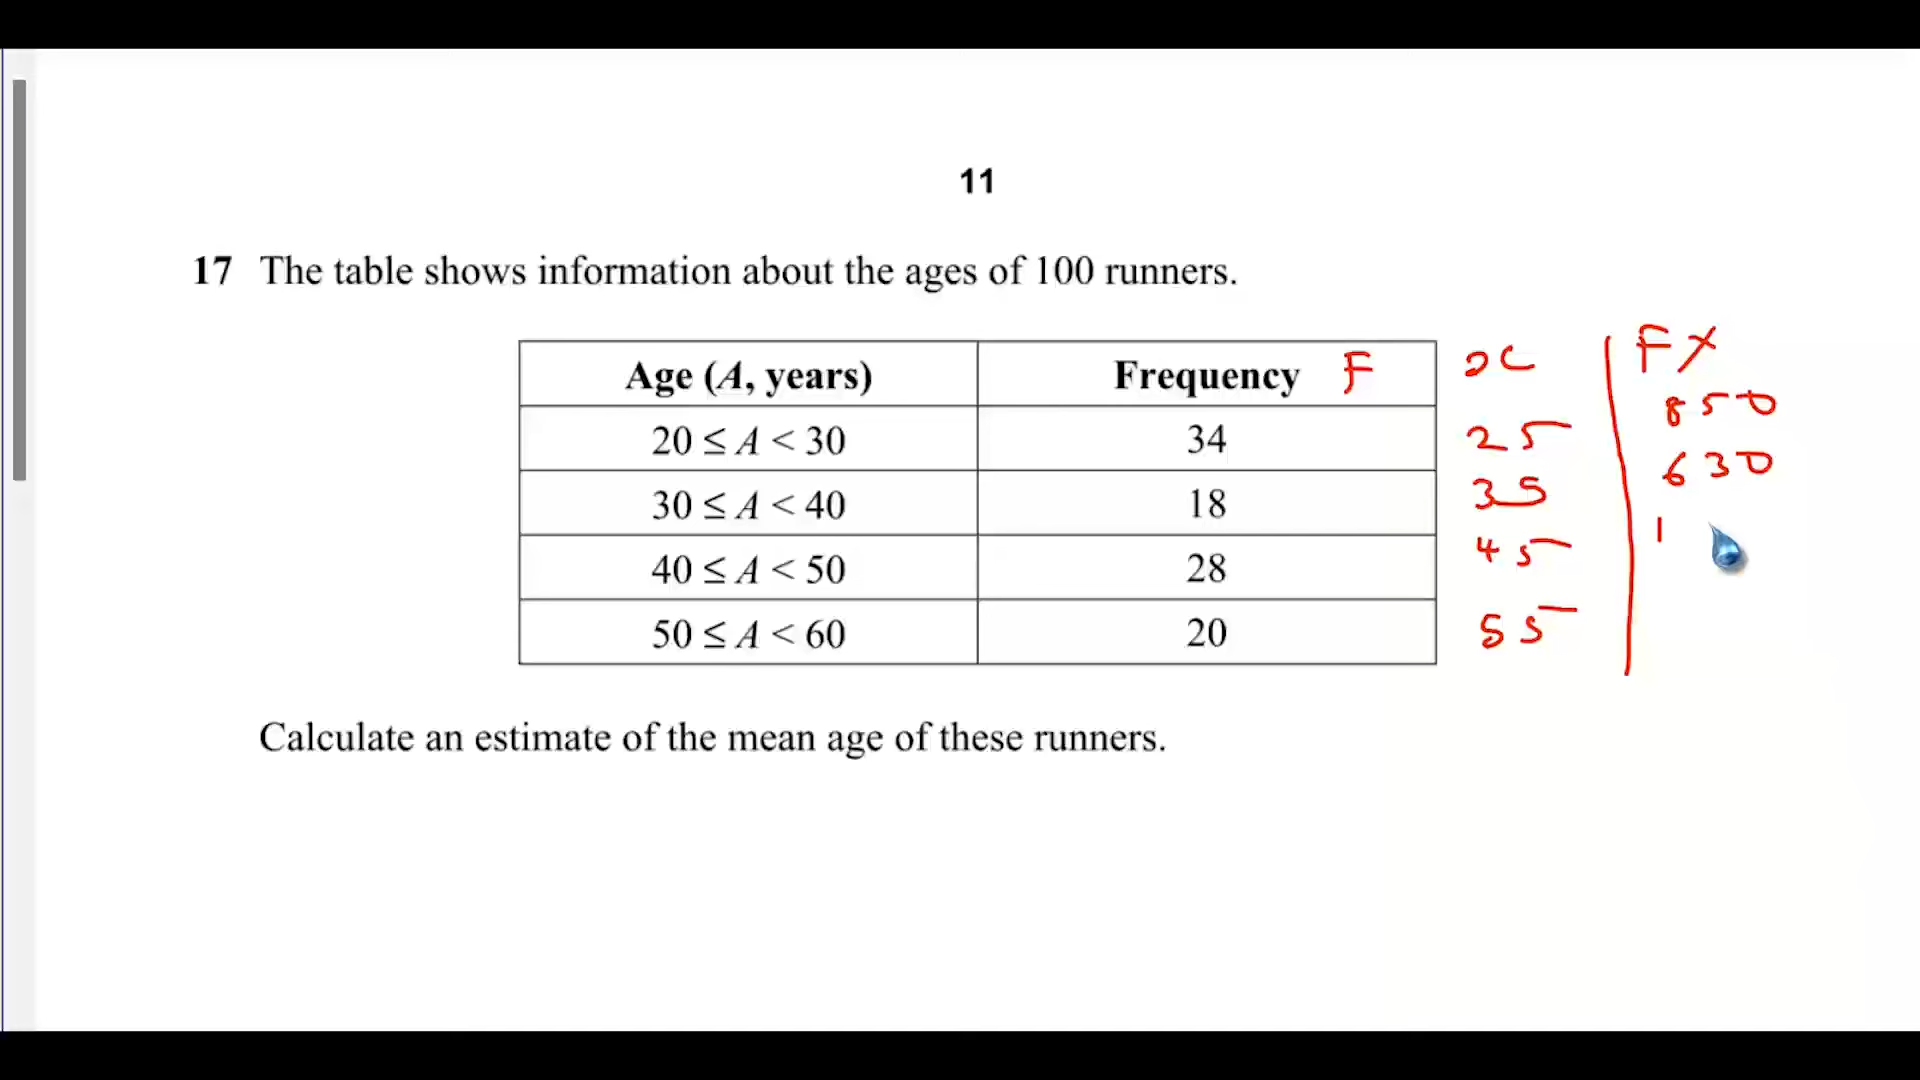 11
17 The table shows information about the ages of 100 runners.
Age (A, years) Frequency F x FX
20 ≤ A < 30 34 25 850
30 ≤ A < 40 18 35 630
40 ≤ A < 50 28 45 1
50 ≤ A < 60 20 55
Calculate an estimate of the mean age of these runners.